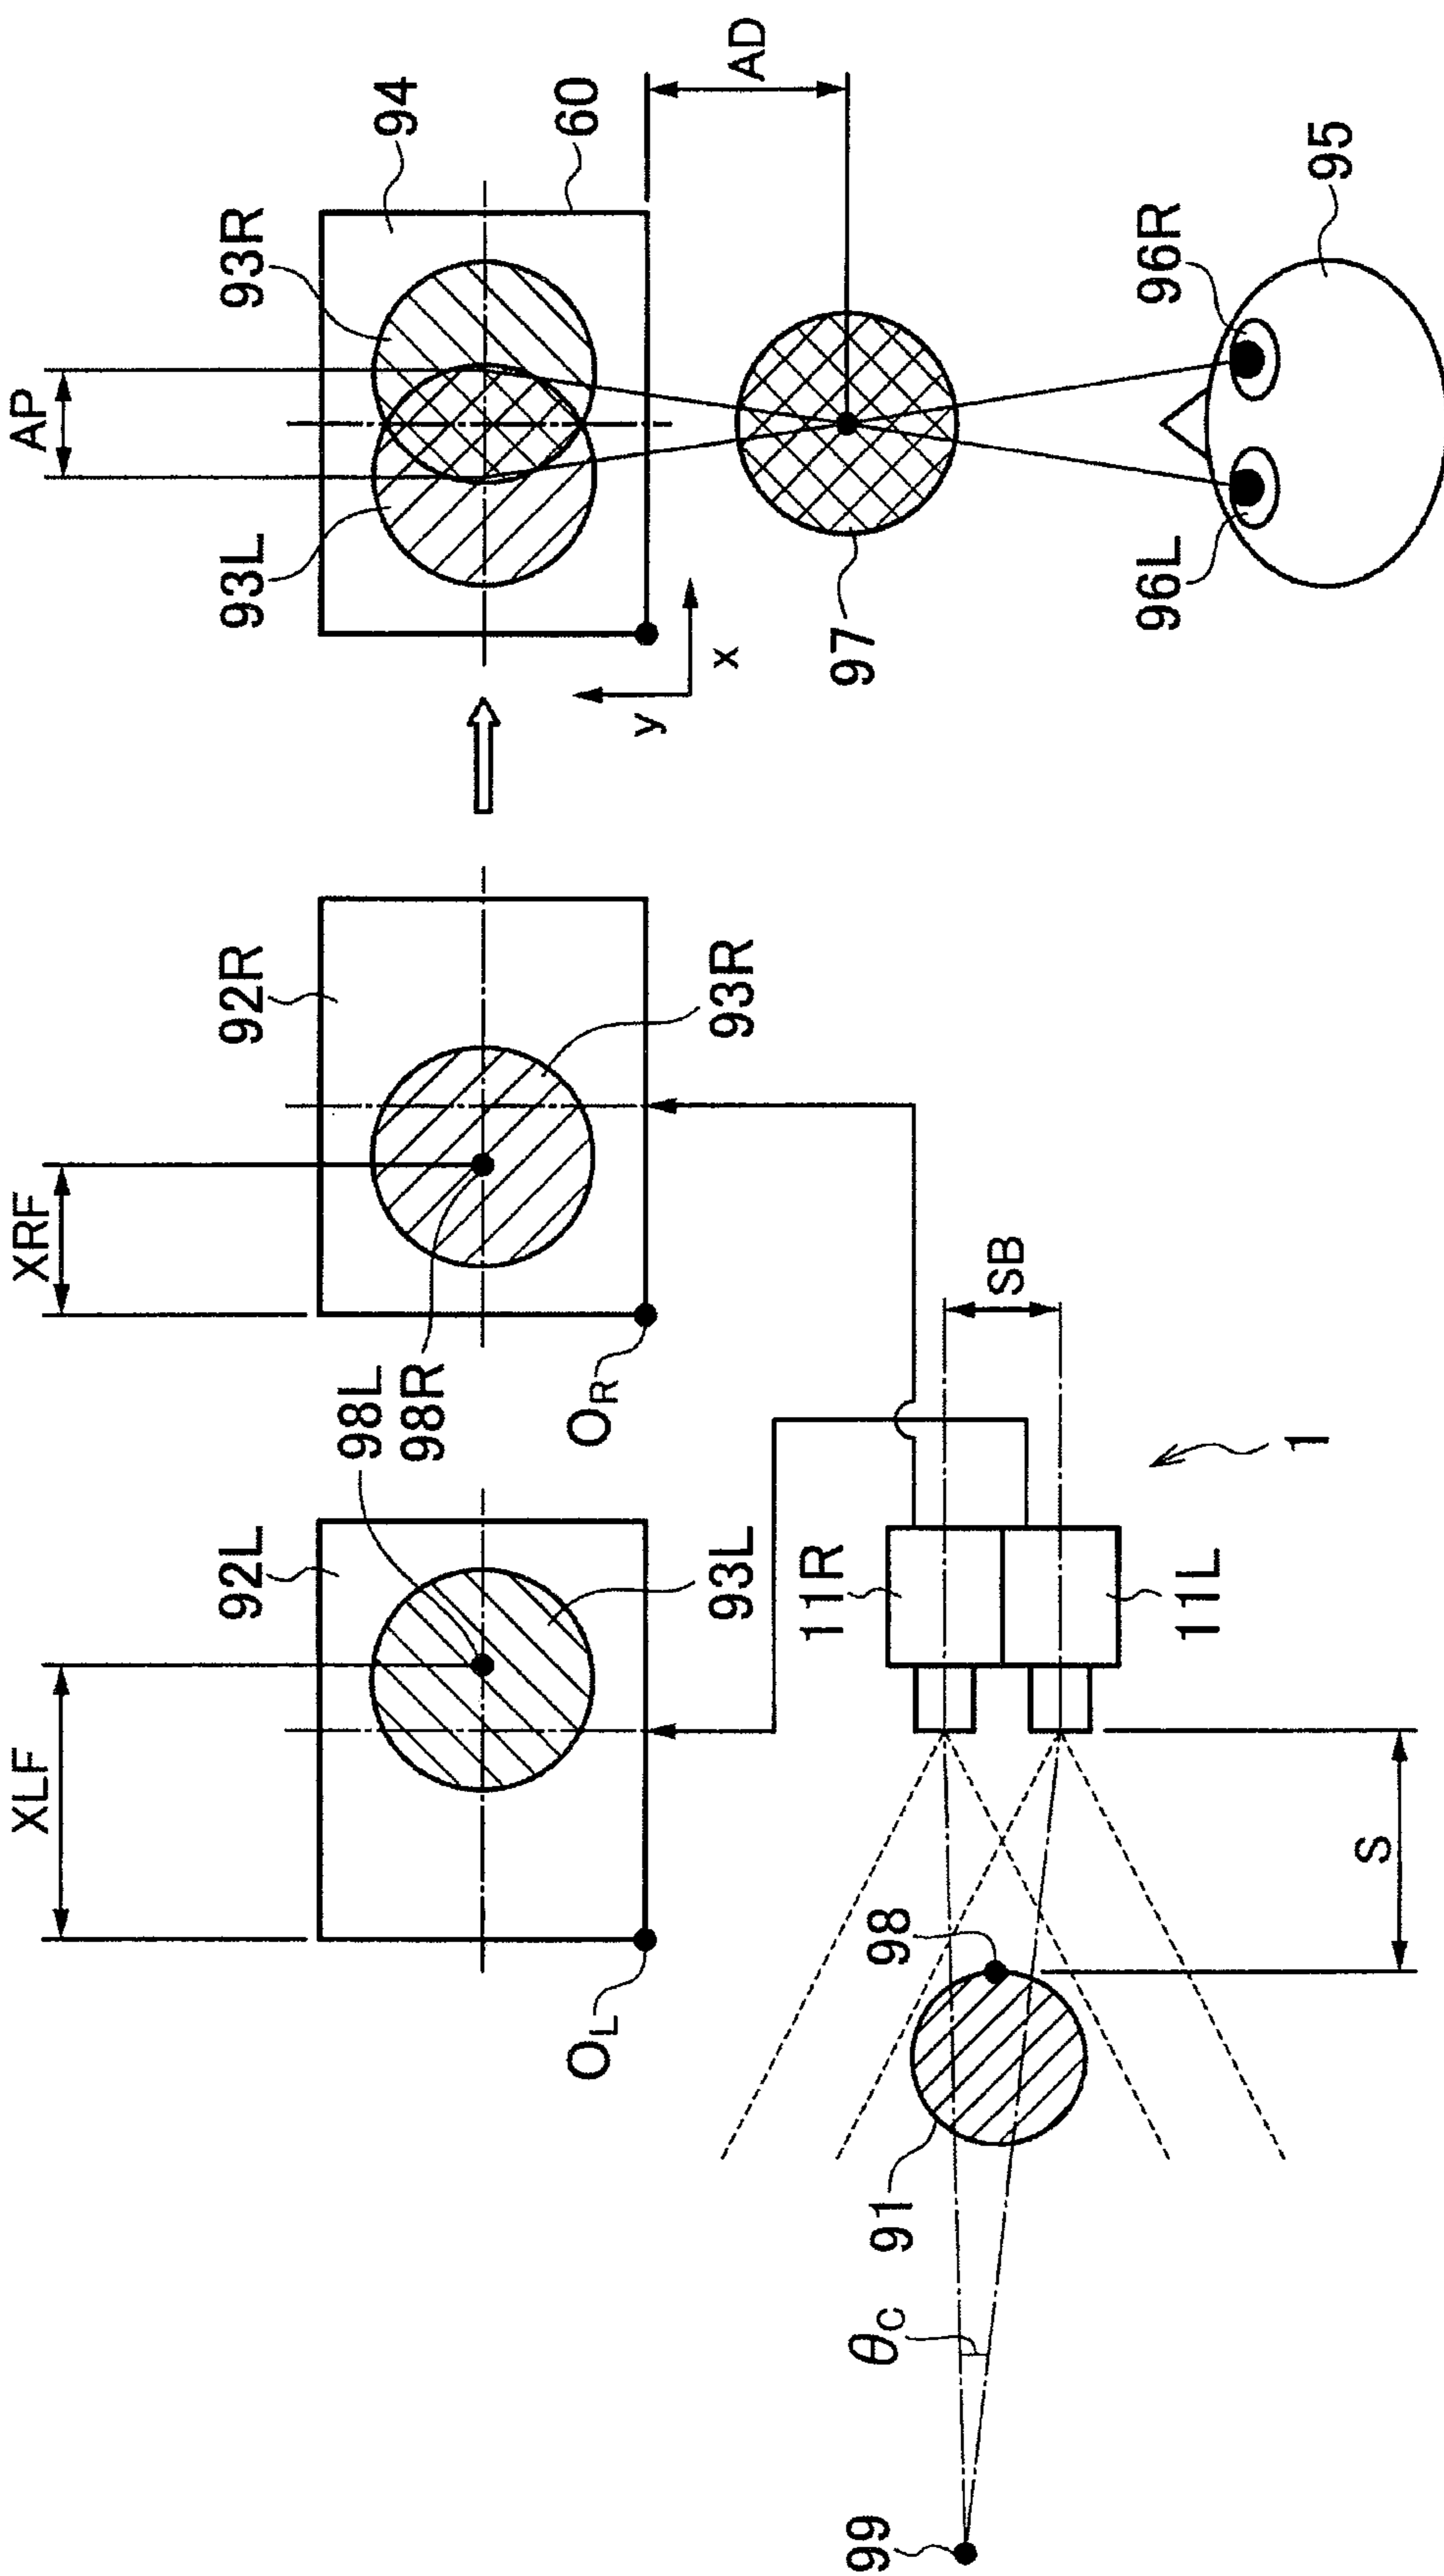 XLF
92L
98L
98R
93L
O_L
XRF
92R
93R
O_R
AP
93L
93R
94
60
AD
y
x
97
96L
96R
95
99
θ_C
91
98
S
11R
11L
SB
1